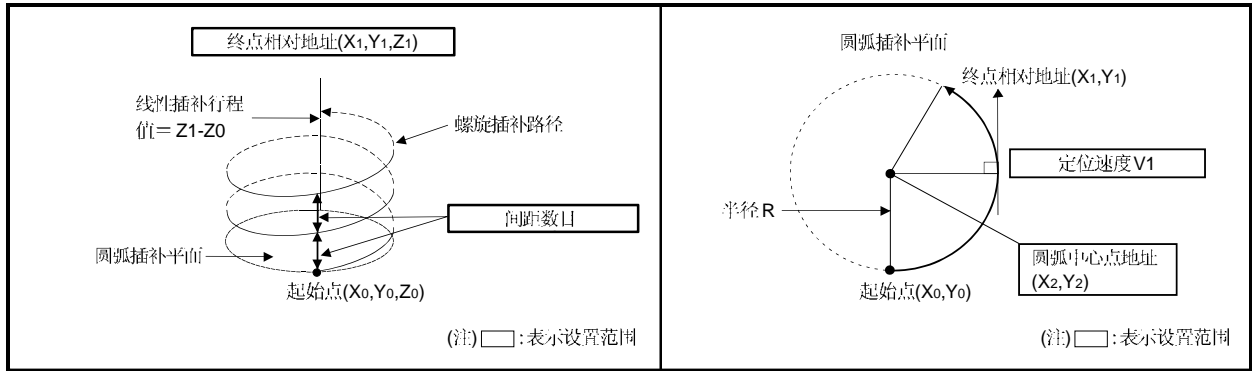 终点相对地址(X1,Y1,Z1)
线性插补行程
值＝Z1-Z0
螺旋插补路径
间距数目
圆弧插补平面
起始点(X0,Y0,Z0)
(注) :表示设置范围
圆弧插补平面
终点相对地址(X1,Y1)
定位速度V1
半径R
圆弧中心点地址
(X2,Y2)
起始点(X0,Y0)
(注) :表示设置范围